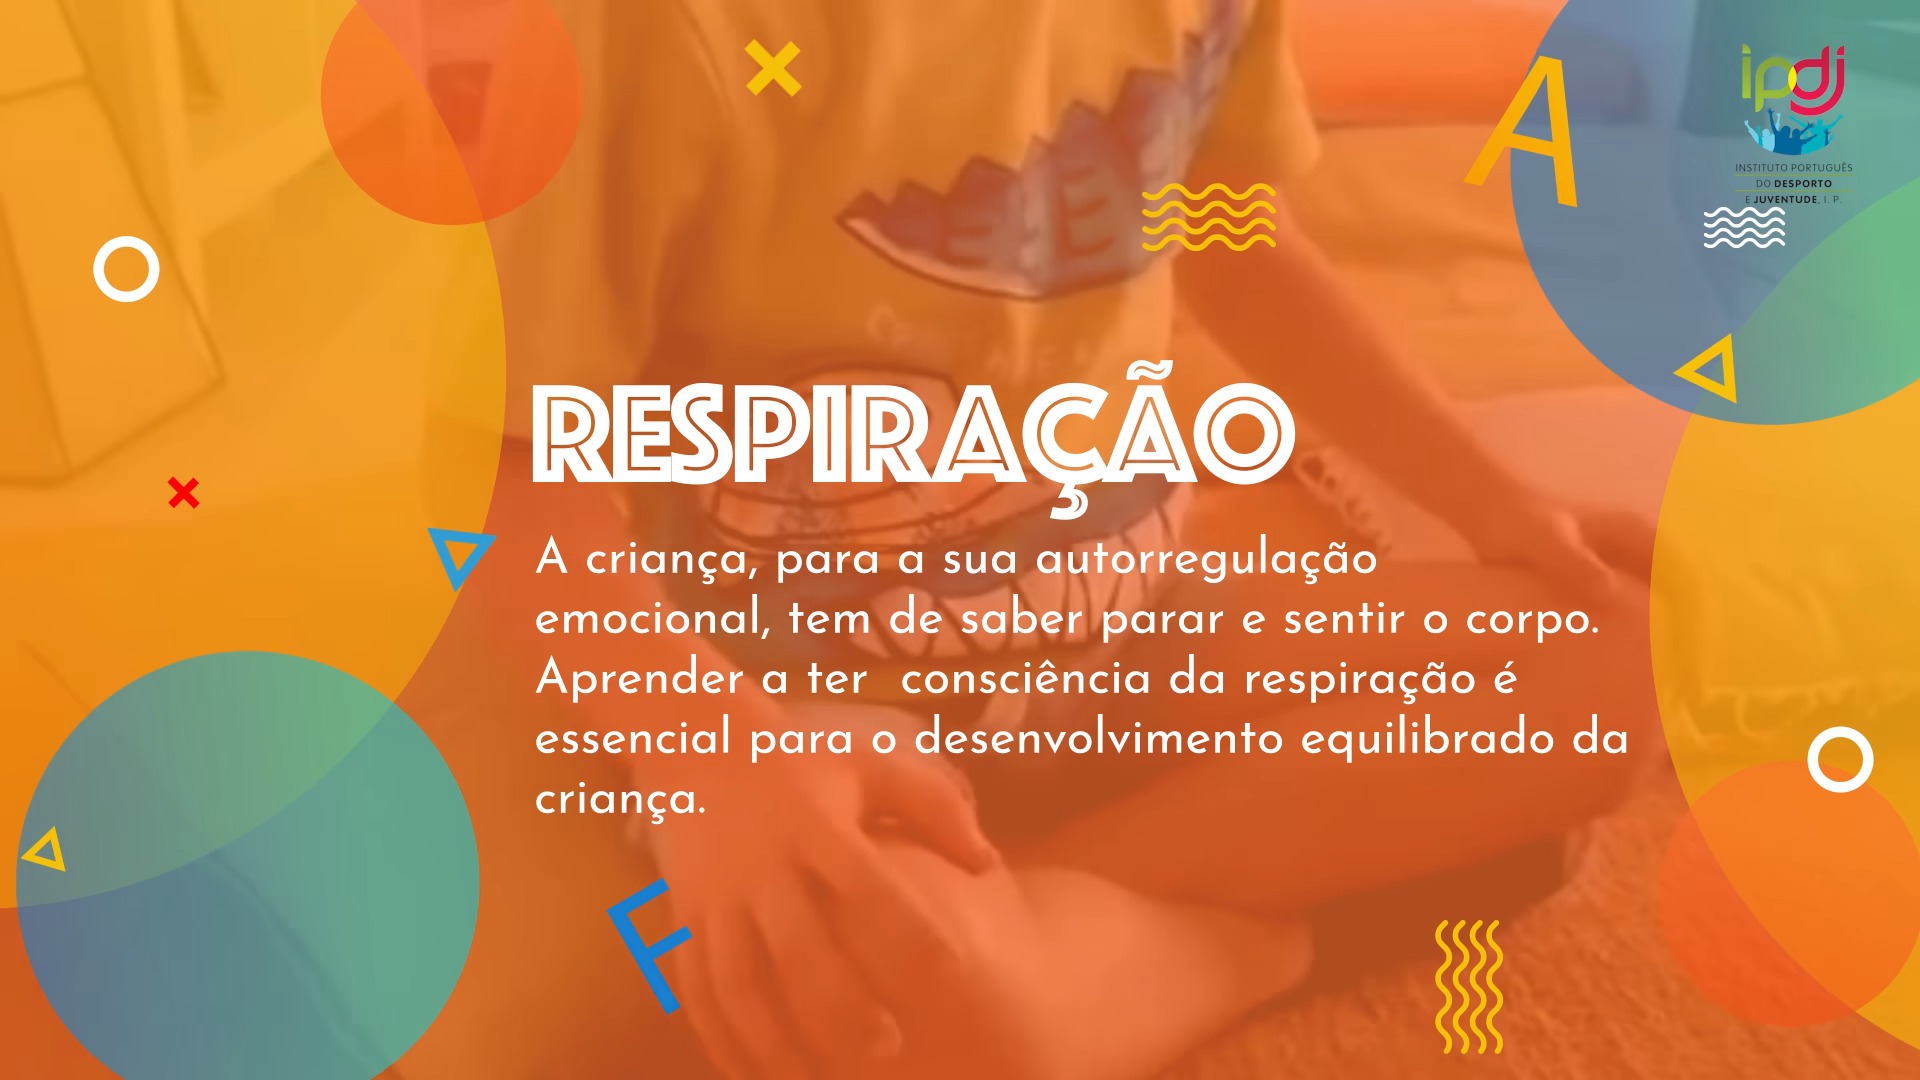 A
ipdj
INSTITUTO PORTUGUÊS
DO DESPORTO
E JUVENTUDE, I. P.
RESPIRAÇÃO
A criança, para a sua autorregulação
emocional, tem de saber parar e sentir o corpo.
Aprender a ter  consciência da respiração é
essencial para o desenvolvimento equilibrado da
criança.
F